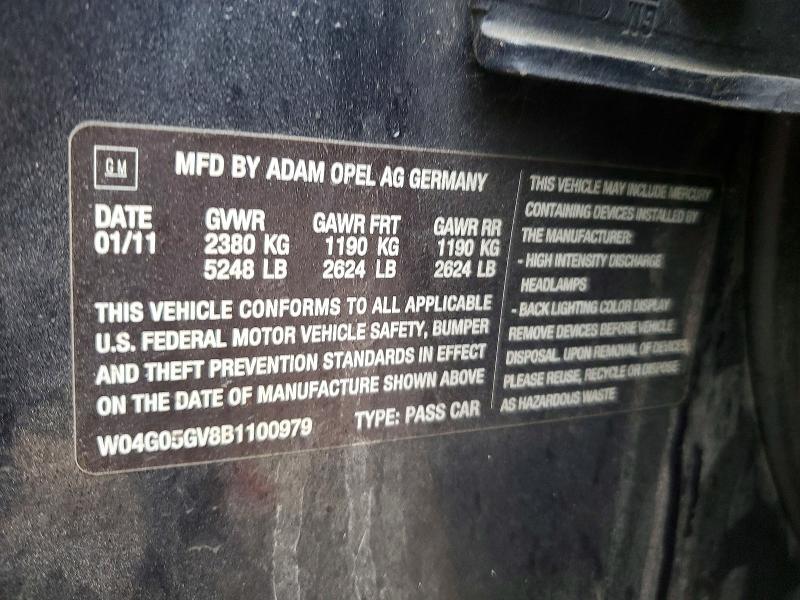 GM
MFD BY ADAM OPEL AG GERMANY
DATE GVWR GAWR FRT GAWR RR
01/11 2380 KG 1190 KG 1190 KG
5248 LB 2624 LB 2624 LB
THIS VEHICLE CONFORMS TO ALL APPLICABLE
U.S. FEDERAL MOTOR VEHICLE SAFETY, BUMPER
AND THEFT PREVENTION STANDARDS IN EFFECT
ON THE DATE OF MANUFACTURE SHOWN ABOVE
W04G05GV8B1100979 TYPE: PASS CAR
THIS VEHICLE MAY INCLUDE MERCURY
CONTAINING DEVICES INSTALLED BY
THE MANUFACTURER:
- HIGH INTENSITY DISCHARGE
HEADLAMPS
- BACK LIGHTING COLOR DISPLAY
REMOVE DEVICES BEFORE VEHICLE
DISPOSAL. UPON REMOVAL OF DEVICES
PLEASE REUSE, RECYCLE OR DISPOSE
AS HAZARDOUS WASTE